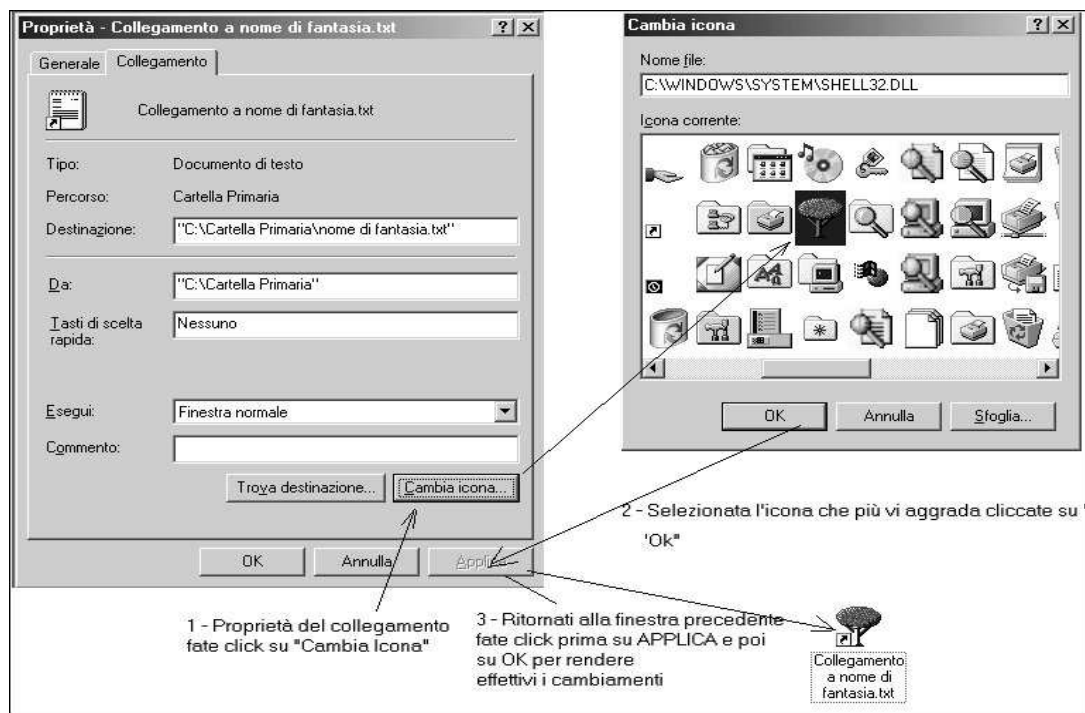 Proprietà - Collegamento a nome di fantasia.txt
Generale
Collegamento
Collegamento a nome di fantasia.txt
Tipo: Documento di testo
Percorso: Cartella Primaria
Destinazione: "C:\Cartella Primaria\nome di fantasia.txt"
Da: "C:\Cartella Primaria"
Tasti di scelta
rapida:
Nessuno
Esegui: Finestra normale
Commento:
Trova destinazione... Cambia icona...
OK Annulla Applica
Cambia icona
Nome file:
C:\WINDOWS\SYSTEM\SHELL32.DLL
Icona corrente:
OK Annulla Sfoglia...
2 - Selezionata l'icona che più vi aggrada cliccate su '
'Ok"
1 - Proprietà del collegamento
fate click su "Cambia Icona"
3 - Ritornati alla finestra precedente
fate click prima su APPLICA e poi
su OK per rendere
effettivi i cambiamenti
Collegamento
a nome di
fantasia.txt